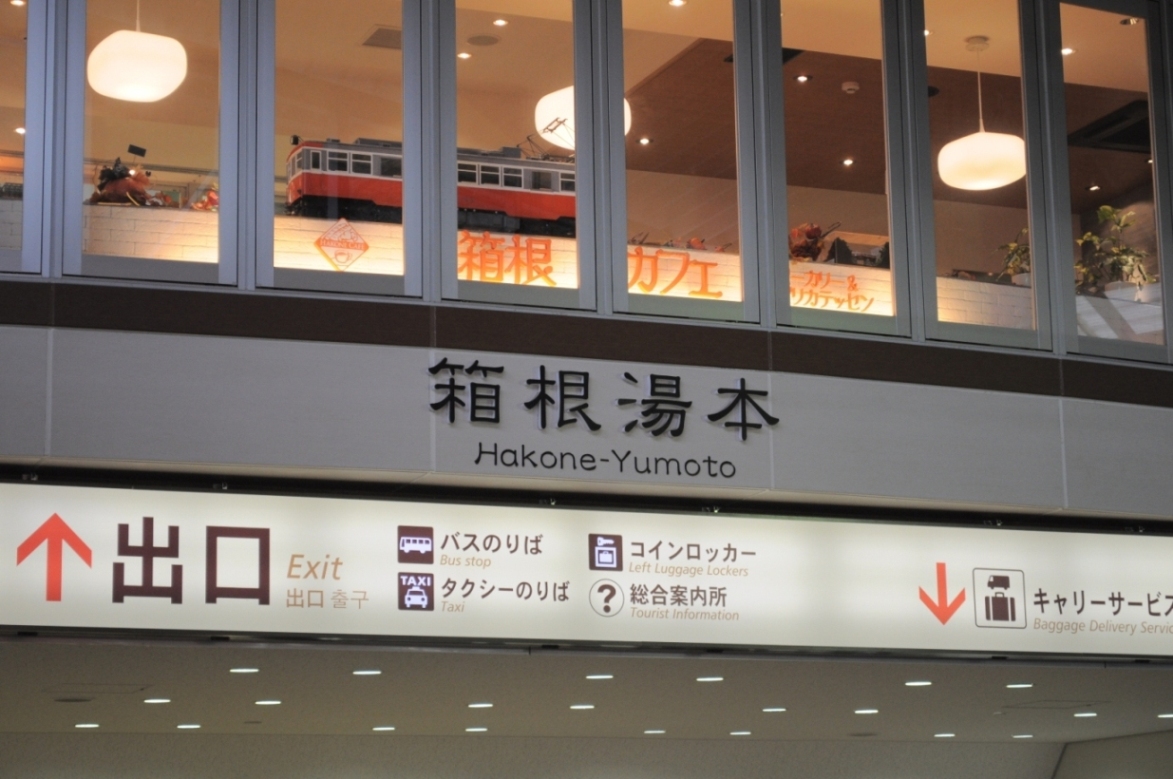 箱根 カフェ
カリー &
箱根湯本
Hakone-Yumoto
出口
Exit
出口 출구
バスのりば
Bus stop
TAXI
タクシーのりば
Taxi
コインロッカー
Left Luggage Lockers
?
総合案内所
Tourist Information
キャリーサービス
Baggage Delivery Servic